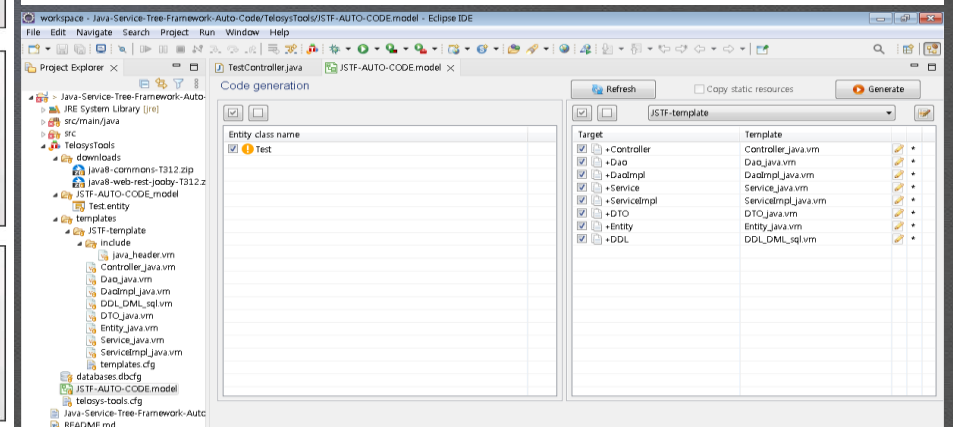 workspace - Java-Service-Tree-Framework-Auto-Code/TelosysTools/JSTF-AUTO-CODE.model - Eclipse IDE
File Edit Navigate Search Project Run Window Help
Project Explorer
TestController.java
JSTF-AUTO-CODE.model
> Java-Service-Tree-Framework-Auto-
JRE System Library [jre]
src/main/java
src
TelosysTools
downloads
java8-commons-T312.zip
java8-web-rest-jooby-T312.z
JSTF-AUTO-CODE_model
Test.entity
templates
JSTF-template
include
java_header.vm
Controller_java.vm
Dao_java.vm
DaoImpl_java.vm
DDL_DML_sql.vm
DTO_java.vm
Entity_java.vm
Service_java.vm
ServiceImpl_java.vm
templates.cfg
databases.dbcfg
JSTF-AUTO-CODE.model
telosys-tools.cfg
Java-Service-Tree-Framework-Auto
README.md
Code generation
Refresh
Copy static resources
Generate
JSTF-template
Entity class name
Test
Target Template
+Controller Controller_java.vm *
+Dao Dao_java.vm *
+DaoImpl DaoImpl_java.vm *
+Service Service_java.vm *
+ServiceImpl ServiceImpl_java.vm *
+DTO DTO_java.vm *
+Entity Entity_java.vm *
+DDL DDL_DML_sql.vm *